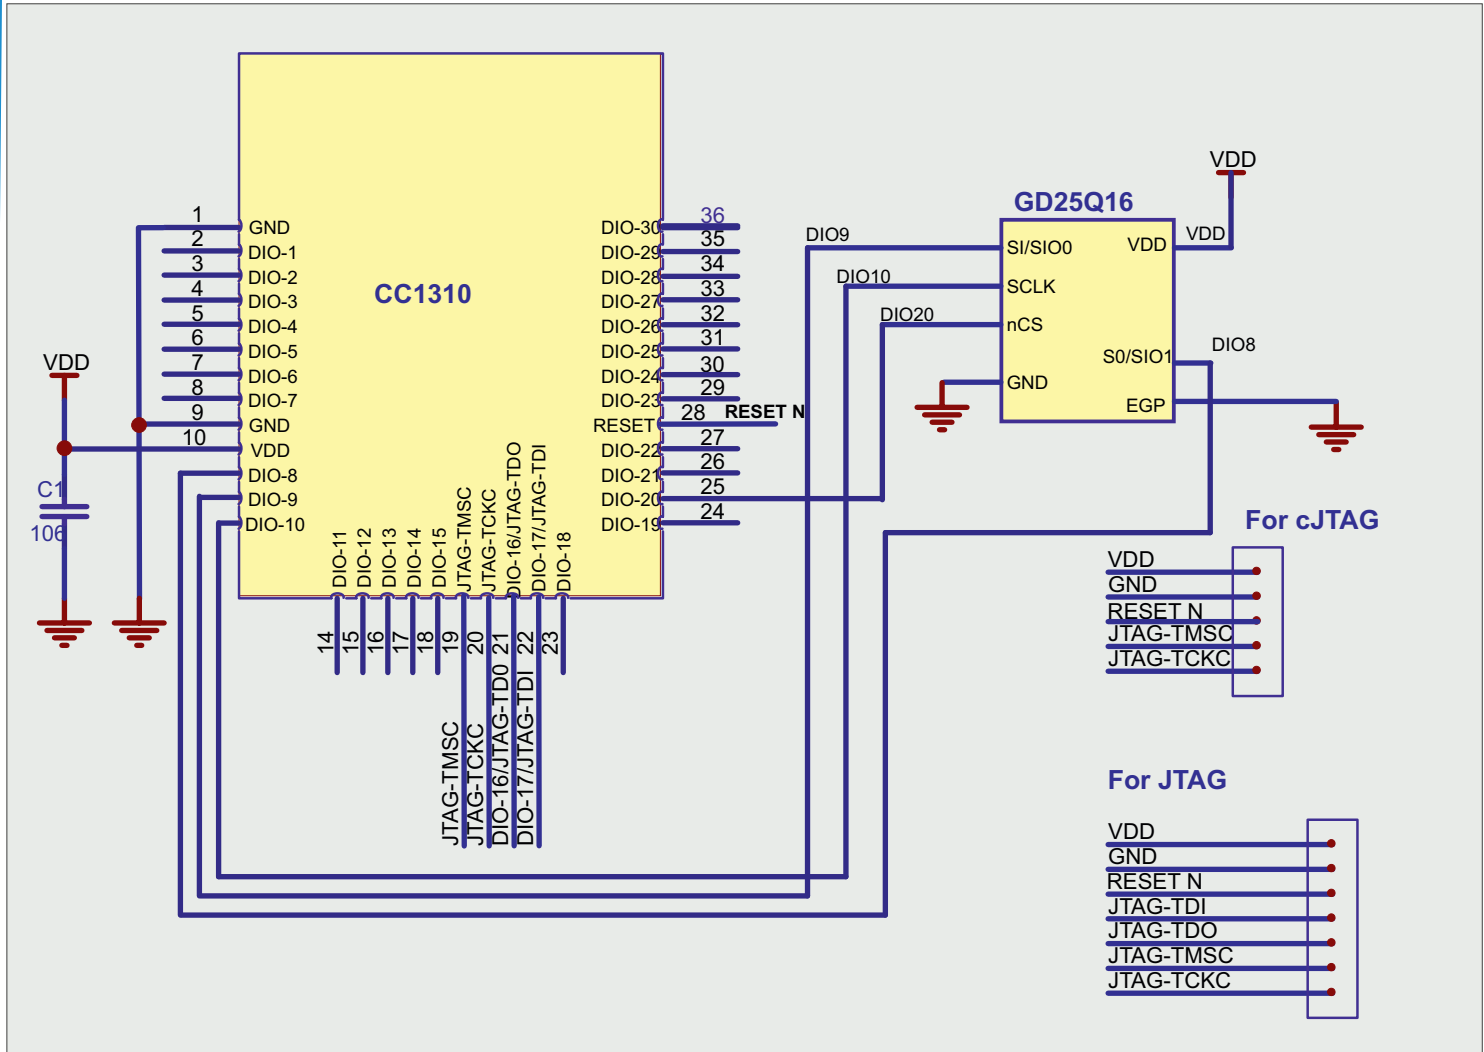 CC1310
1 GND
2 DIO-1
3 DIO-2
4 DIO-3
5 DIO-4
6 DIO-5
7 DIO-6
8 DIO-7
9 GND
10 VDD
DIO-8
DIO-9
DIO-10
VDD
C1
106
DIO-30 36
DIO-29 35
DIO-28 34
DIO-27 33
DIO-26 32
DIO-25 31
DIO-24 30
DIO-23 29
RESET 28 RESET N
DIO-22 27
DIO-21 26
DIO-20 25
DIO-19 24
DIO-11
DIO-12
DIO-13
DIO-14
DIO-15
JTAG-TMSC
JTAG-TCKC
DIO-16/JTAG-TDO
DIO-17/JTAG-TDI
DIO-18
14
15
16
17
18
19
20
21
22
23
JTAG-TMSC
JTAG-TCKC
DIO-16/JTAG-TD0
DIO-17/JTAG-TDI
GD25Q16
VDD
DIO9
SI/SIO0
VDD
VDD
DIO10
SCLK
DIO20
nCS
S0/SIO1
DIO8
GND
EGP
For cJTAG
VDD
GND
RESET N
JTAG-TMSC
JTAG-TCKC
For JTAG
VDD
GND
RESET N
JTAG-TDI
JTAG-TDO
JTAG-TMSC
JTAG-TCKC